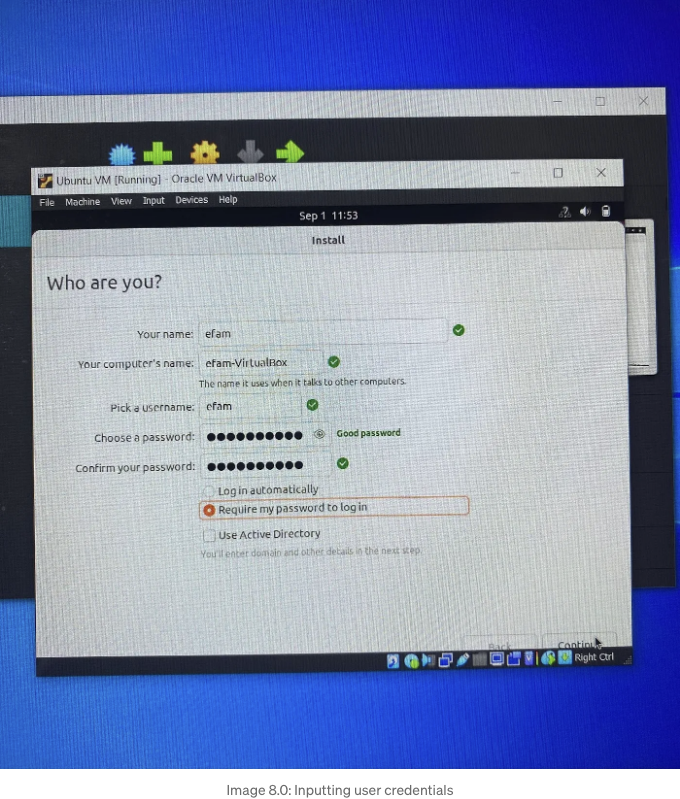 Ubuntu VM [Running] - Oracle VM VirtualBox
File Machine View Input Devices Help
Sep 1 11:53
Install
Who are you?
Your name: efam
Your computer's name: efam-VirtualBox
The name it uses when it talks to other computers.
Pick a username: efam
Choose a password: ●●●●●●●●●● Good password
Confirm your password: ●●●●●●●●●●
Log in automatically
Require my password to log in
Use Active Directory
You'll enter domain and other details in the next step.
Back Continue
Right Ctrl
Image 8.0: Inputting user credentials